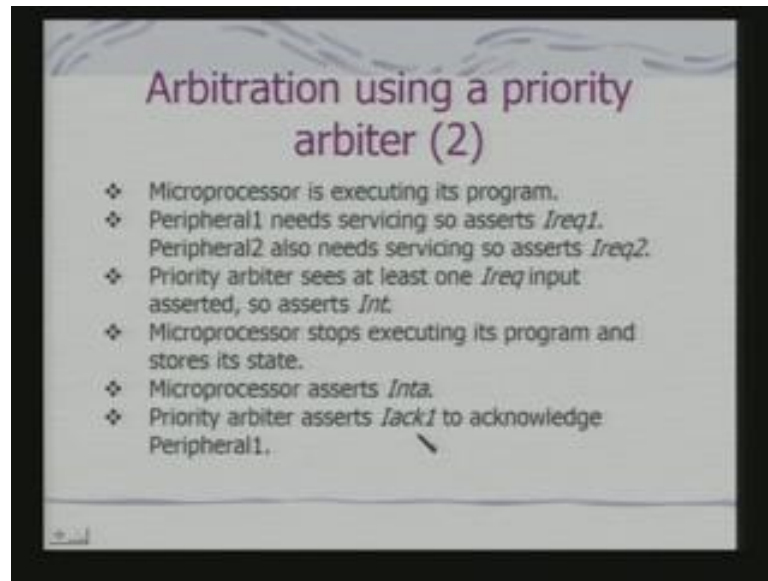 Arbitration using a priority
arbiter (2)
❖ Microprocessor is executing its program.
❖ Peripheral1 needs servicing so asserts Ireq1.
Peripheral2 also needs servicing so asserts Ireq2.
❖ Priority arbiter sees at least one Ireq input
asserted, so asserts Int.
❖ Microprocessor stops executing its program and
stores its state.
❖ Microprocessor asserts Inta.
❖ Priority arbiter asserts Iack1 to acknowledge
Peripheral1.